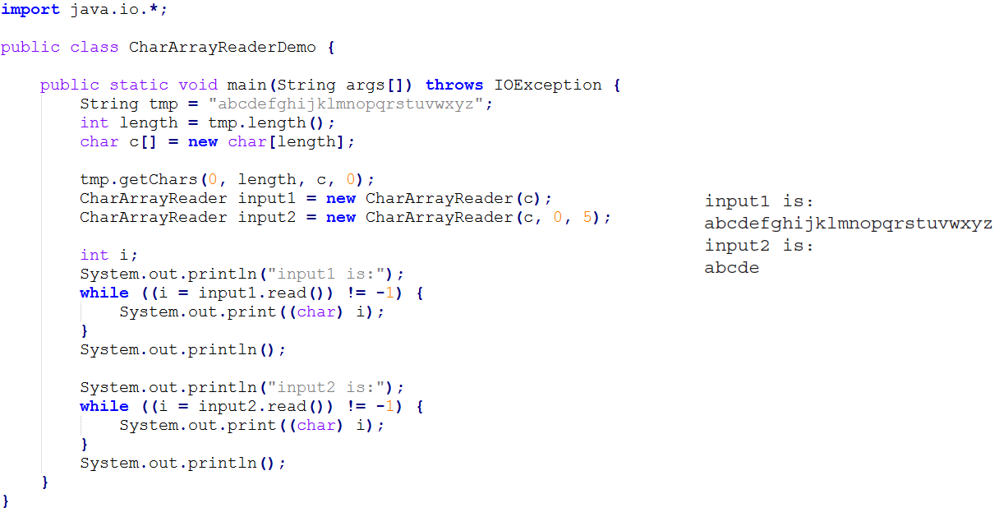 import java.io.*;

public class CharArrayReaderDemo {

    public static void main(String args[]) throws IOException {
        String tmp = "abcdefghijklmnopqrstuvwxyz";
        int length = tmp.length();
        char c[] = new char[length];

        tmp.getChars(0, length, c, 0);
        CharArrayReader input1 = new CharArrayReader(c);
        CharArrayReader input2 = new CharArrayReader(c, 0, 5);

        int i;
        System.out.println("input1 is:");
        while ((i = input1.read()) != -1) {
            System.out.print((char) i);
        }
        System.out.println();

        System.out.println("input2 is:");
        while ((i = input2.read()) != -1) {
            System.out.print((char) i);
        }
        System.out.println();
    }
}
input1 is:
abcdefghijklmnopqrstuvwxyz
input2 is:
abcde